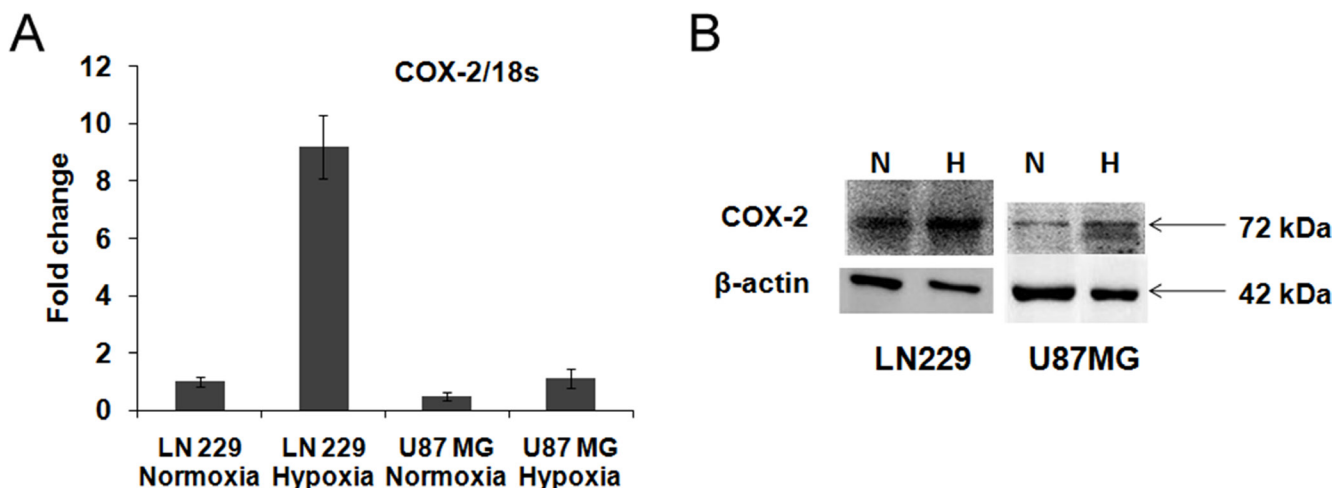 A
COX-2/18s
Fold change
12
10
8
6
4
2
0
LN 229
Normoxia
LN 229
Hypoxia
U87 MG
Normoxia
U87 MG
Hypoxia
B
N H N H
COX-2
72 kDa
β-actin
42 kDa
LN229 U87MG